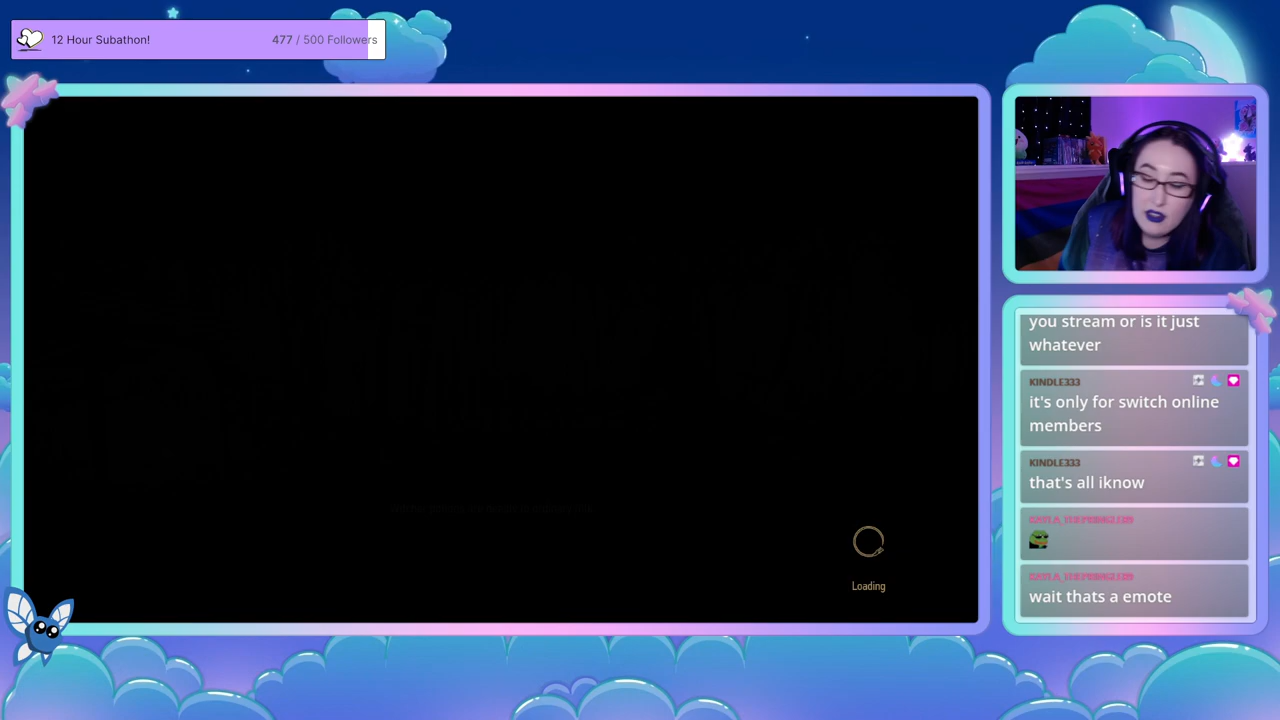 12 Hour Subathon!
477 / 500 Followers
you stream or is it just
whatever
KINDLE333
it's only for switch online
members
KINDLE333
that's all iknow
wait thats a emote
Loading